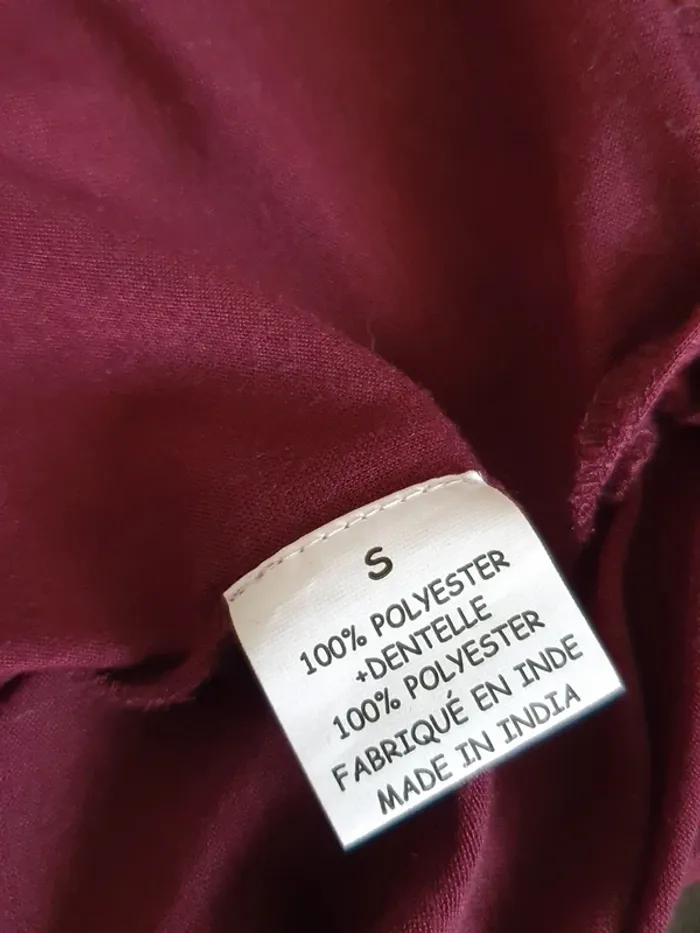 S
100% POLYESTER
+DENTELLE
100% POLYESTER
FABRIQUÉ EN INDE
MADE IN INDIA